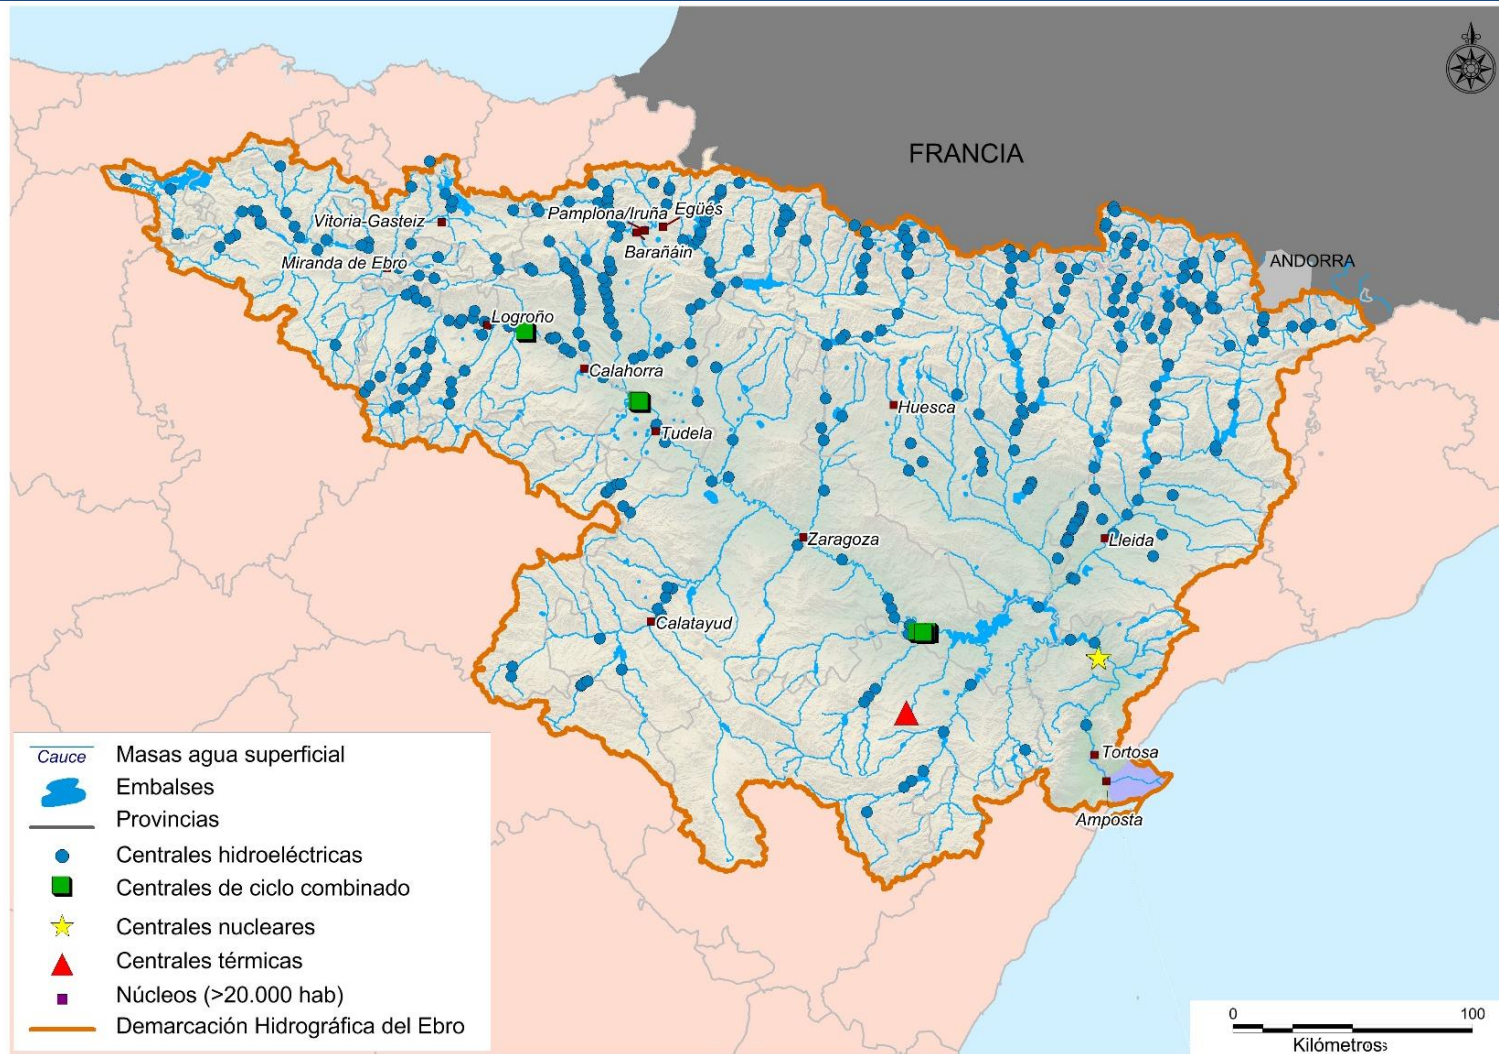 FRANCIA
Pamplona/Iruña
Egüés
Vitoria-Gasteiz
Barañáin
Miranda de Ebro
ANDORRA
Logroño
Calahorra
Huesca
Tudela
Zaragoza
Lleida
Calatayud
Tortosa
Amposta
Cauce Masas agua superficial
Embalses
Provincias
Centrales hidroeléctricas
Centrales de ciclo combinado
Centrales nucleares
Centrales térmicas
Núcleos (>20.000 hab)
Demarcación Hidrográfica del Ebro
0 100
Kilómetros